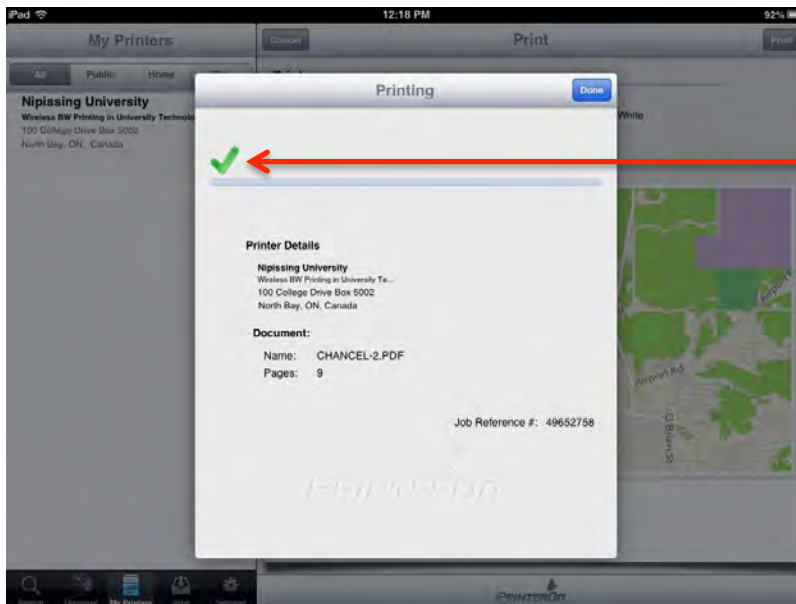 iPad 12:18 PM 92%
My Printers
Cancel
Print
Print
All Public Home
Nipissing University
Wireless BW Printing in University Technolo
100 College Drive Box 5002
North Bay, ON, Canada
White
Printing
Done
Printer Details
Nipissing University
Wireless BW Printing in University Te...
100 College Drive Box 5002
North Bay, ON, Canada
Document:
Name: CHANCEL-2.PDF
Pages: 9
Job Reference #: 49652758
Airport
Airport Rd
O'Brien St
Search Discover My Printers Jobs Settings
PRINTERON